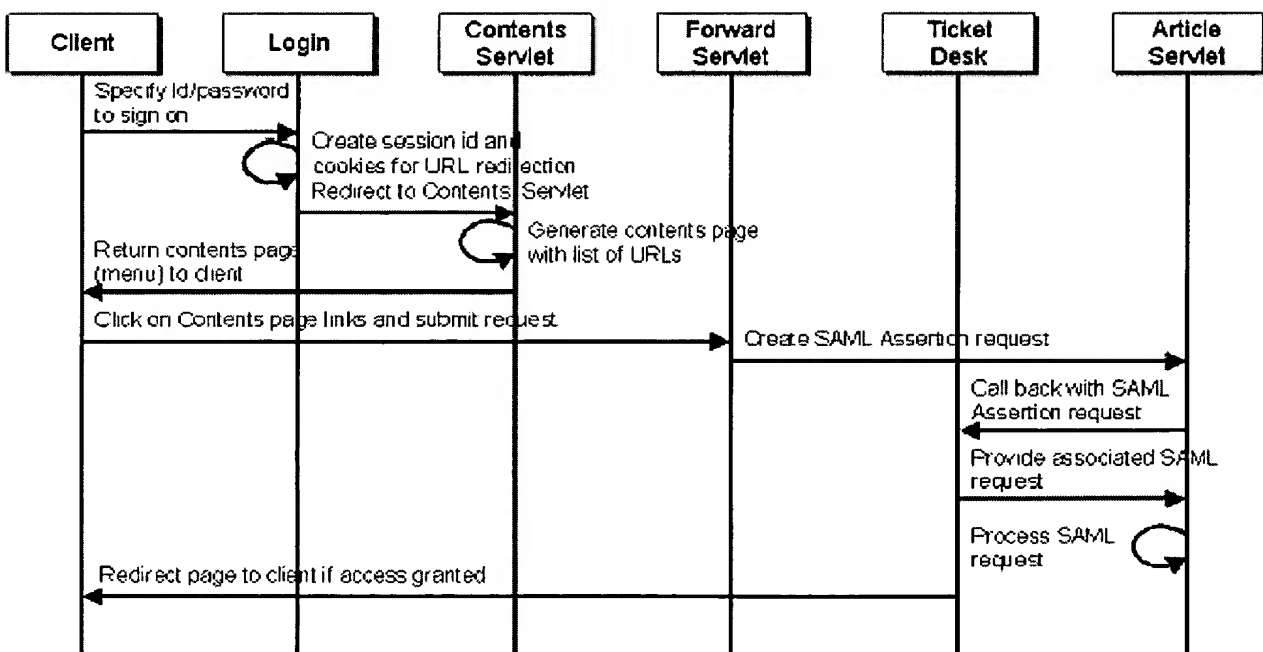 Client
Login
Contents
Servlet
Forward
Servlet
Ticket
Desk
Article
Servlet
Specify Id/password
to sign on
Create session id and
cookies for URL redirection
Redirect to Contents Servlet
Generate contents page
with list of URLs
Return contents page
(menu) to client
Click on Contents page links and submit request
Create SAML Assertion request
Call back with SAML
Assertion request
Provide associated SAML
request
Process SAML
request
Redirect page to client if access granted